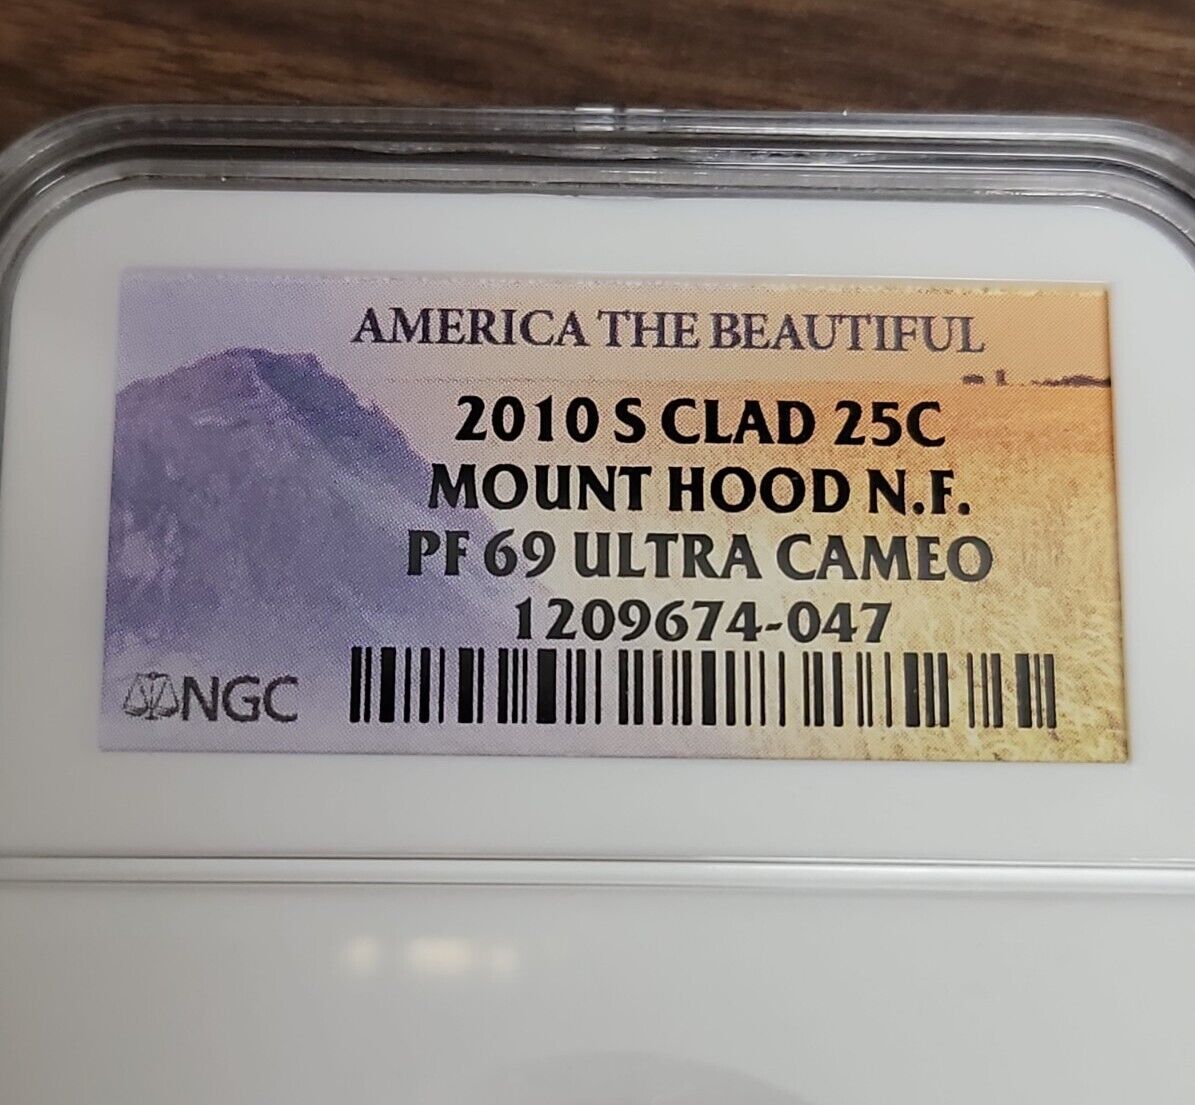 AMERICA THE BEAUTIFUL
2010 S CLAD 25C
MOUNT HOOD N.F.
PF 69 ULTRA CAMEO
1209674-047
NGC